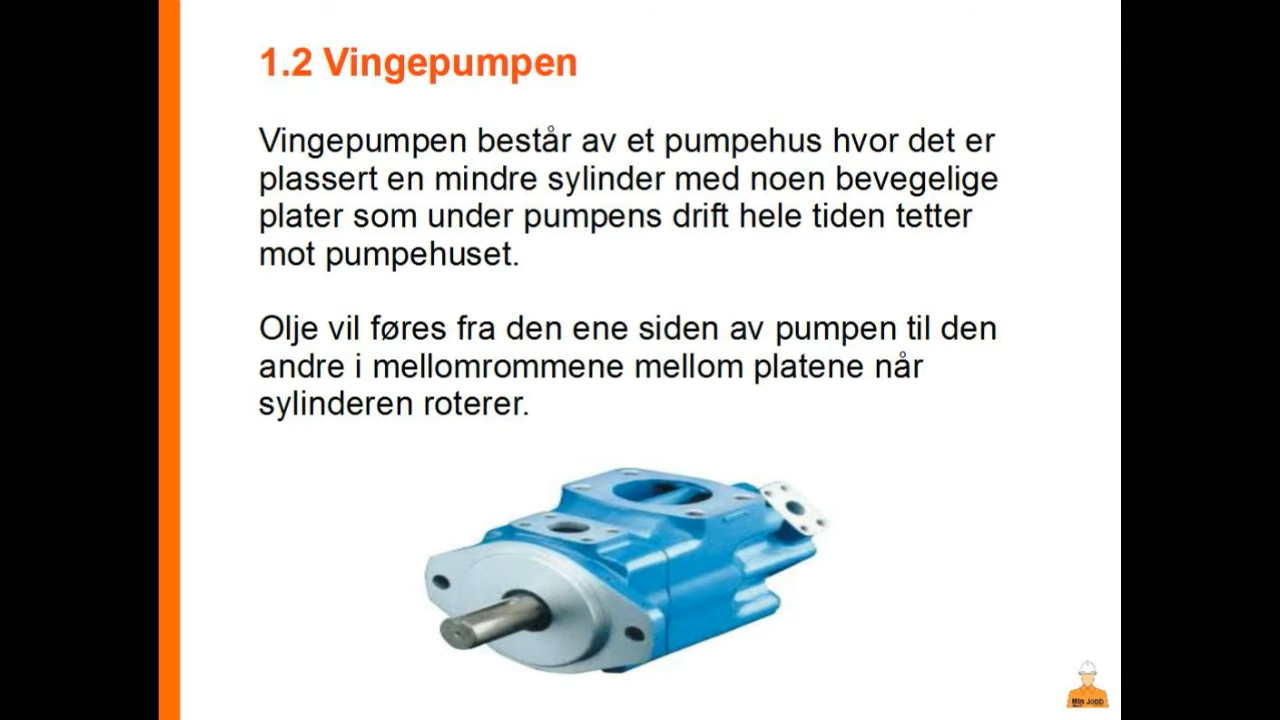 1.2 Vingepumpen
Vingepumpen består av et pumpehus hvor det er
plassert en mindre sylinder med noen bevegelige
plater som under pumpens drift hele tiden tetter
mot pumpehuset.
Olje vil føres fra den ene siden av pumpen til den
andre i mellomrommene mellom platene når
sylinderen roterer.
Min Jobb